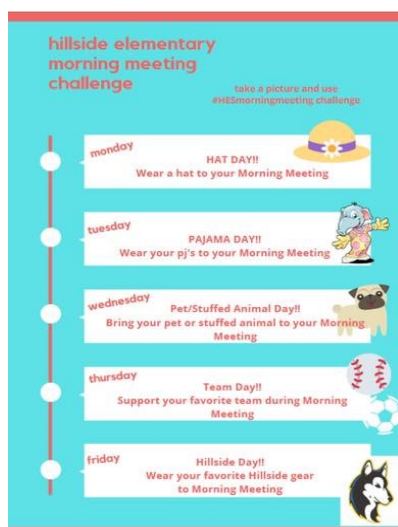 hillside elementary
morning meeting
challenge
take a picture and use
#HESmorningmeeting challenge
monday
HAT DAY!!
Wear a hat to your Morning Meeting
tuesday
PAJAMA DAY!!
Wear your pj's to your Morning Meeting
wednesday
Pet/Stuffed Animal Day!!
Bring your pet or stuffed animal to your Morning
Meeting
thursday
Team Day!!
Support your favorite team during Morning
Meeting
friday
Hillside Day!!
Wear your favorite Hillside gear
to Morning Meeting